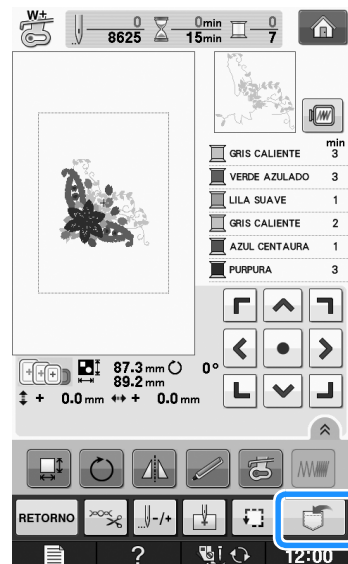 W+
0 0min 0
8625 15min 7
min
GRIS CALIENTE 3
VERDE AZULADO 3
LILA SUAVE 1
GRIS CALIENTE 2
AZUL CENTAURA 1
PURPURA 3
87.3 mm 0°
89.2 mm
+ 0.0 mm + 0.0 mm
RETORNO -/+
? 12:00